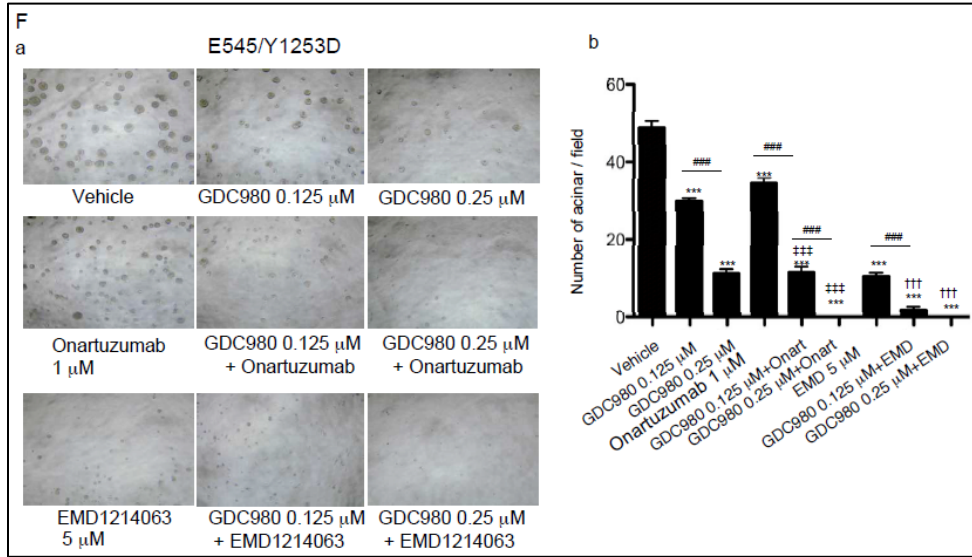 F
a
E545/Y1253D
Vehicle
GDC980 0.125 μM
GDC980 0.25 μM
Onartuzumab
1 μM
GDC980 0.125 μM
+ Onartuzumab
GDC980 0.25 μM
+ Onartuzumab
EMD1214063
5 μM
GDC980 0.125 μM
+ EMD1214063
GDC980 0.25 μM
+ EMD1214063
b
Number of acinar / field
60
40
20
0
###
***
***
###
***
###
‡‡‡
***
‡‡‡
***
###
***
†††
***
†††
***
Vehicle
GDC980 0.125 μM
GDC980 0.25 μM
Onartuzumab 1 μM
GDC980 0.125 μM+Onart
GDC980 0.25 μM+Onart
EMD 5 μM
GDC980 0.125 μM+EMD
GDC980 0.25 μM+EMD